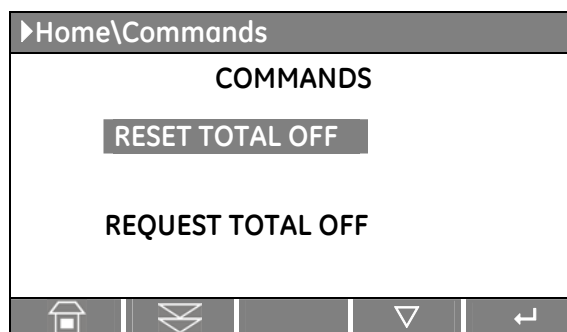 Home\Commands
COMMANDS
RESET TOTAL OFF
REQUEST TOTAL OFF